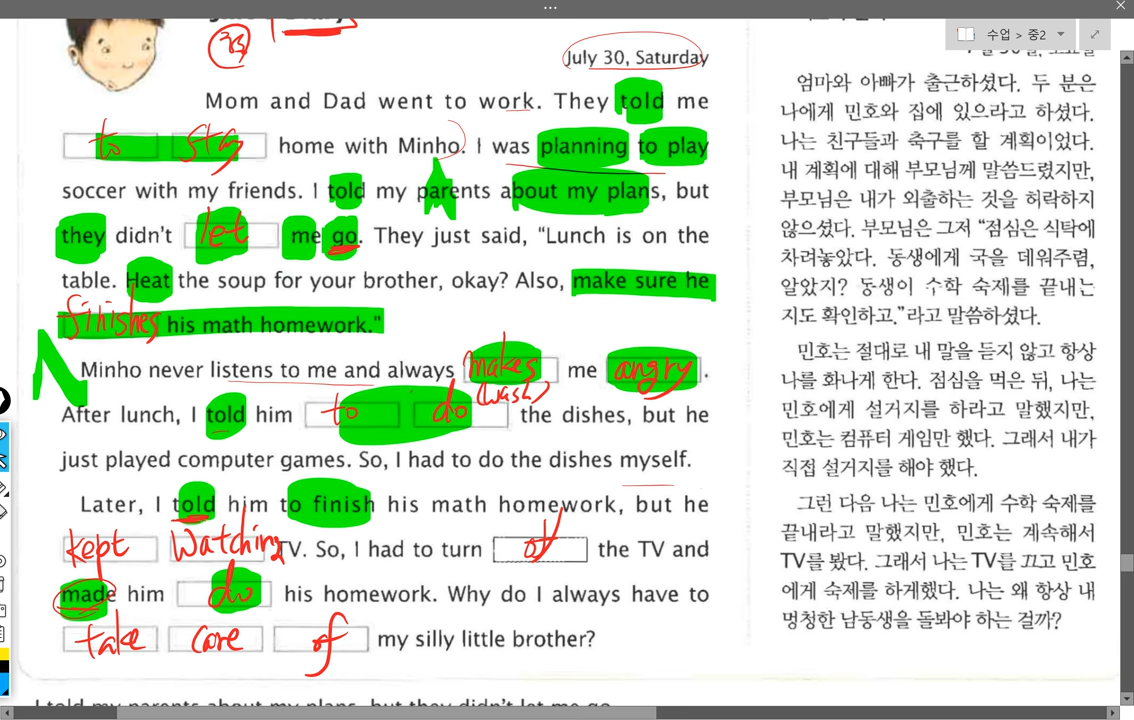 수업 > 중2
July 30, Saturday
Mom and Dad went to work. They told me
to stay home with Minho. I was planning to play
soccer with my friends. I told my parents about my plans, but
they didn't let me go. They just said, "Lunch is on the
table. Heat the soup for your brother, okay? Also, make sure he
finishes his math homework."
Minho never listens to me and always makes me angry.
(wash)
After lunch, I told him to do the dishes, but he
just played computer games. So, I had to do the dishes myself.
Later, I told him to finish his math homework, but he
kept watching TV. So, I had to turn of the TV and
made him do his homework. Why do I always have to
take care of my silly little brother?
엄마와 아빠가 출근하셨다. 두 분은
나에게 민호와 집에 있으라고 하셨다.
나는 친구들과 축구를 할 계획이었다.
내 계획에 대해 부모님께 말씀드렸지만,
부모님은 내가 외출하는 것을 허락하지
않으셨다. 부모님은 그저 "점심은 식탁에
차려놓았다. 동생에게 국을 데워주렴,
알았지? 동생이 수학 숙제를 끝내는
지도 확인하고."라고 말씀하셨다.
민호는 절대로 내 말을 듣지 않고 항상
나를 화나게 한다. 점심을 먹은 뒤, 나는
민호에게 설거지를 하라고 말했지만,
민호는 컴퓨터 게임만 했다. 그래서 내가
직접 설거지를 해야 했다.
그런 다음 나는 민호에게 수학 숙제를
끝내라고 말했지만, 민호는 계속해서
TV를 봤다. 그래서 나는 TV를 끄고 민호
에게 숙제를 하게했다. 나는 왜 항상 내
멍청한 남동생을 돌봐야 하는 걸까?
I told my parents about my plans, but they didn't let me go.